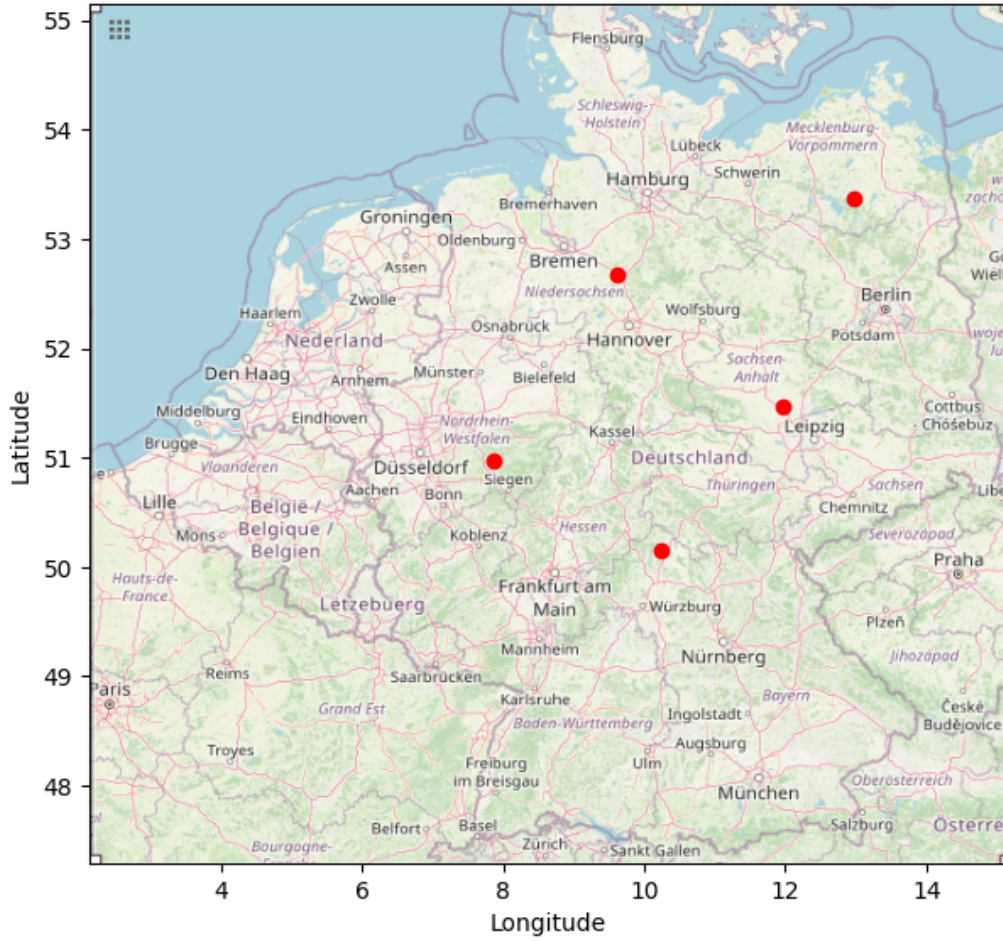 55
54
53
52
51
50
49
48
4
6
8
10
12
14
Latitude
Longitude
Flensburg
Schleswig-
Holstein
Mecklenburg-
Vorpommern
Lübeck
Schwerin
Hamburg
Bremerhaven
Groningen
Oldenburg
Bremen
Assen
Zwolle
Niedersachsen
Berlin
Potsdam
Wolfsburg
Haarlem
Nederland
Osnabrück
Hannover
Den Haag
Arnhem
Münster
Bielefeld
Sachsen-
Anhalt
Middelburg
Eindhoven
Nordrhein-
Westfalen
Kassel
Leipzig
Cottbus
- Chóśebuz
Brugge
Vlaanderen
Düsseldorf
Deutschland
Siegen
Aachen
Bonn
Thüringen
Sachsen
Lille
België /
Belgique /
Belgien
Mons
Koblenz
Hessen
Chemnitz
Severozápad
Praha
Hauts-de-
France
Frankfurt am
Main
Lëtzebuerg
Würzburg
Plzeň
Mannheim
Nürnberg
Jihozápad
Reims
Saarbrücken
Paris
Karlsruhe
Grand Est
Baden-Württemberg
Bayern
Ingolstadt
České
Budějovice
Troyes
Augsburg
Ulm
Freiburg
im Breisgau
München
Oberösterreich
Belfort
Basel
Salzburg
Österre
Bourgogne-
Zürich
Sankt Gallen